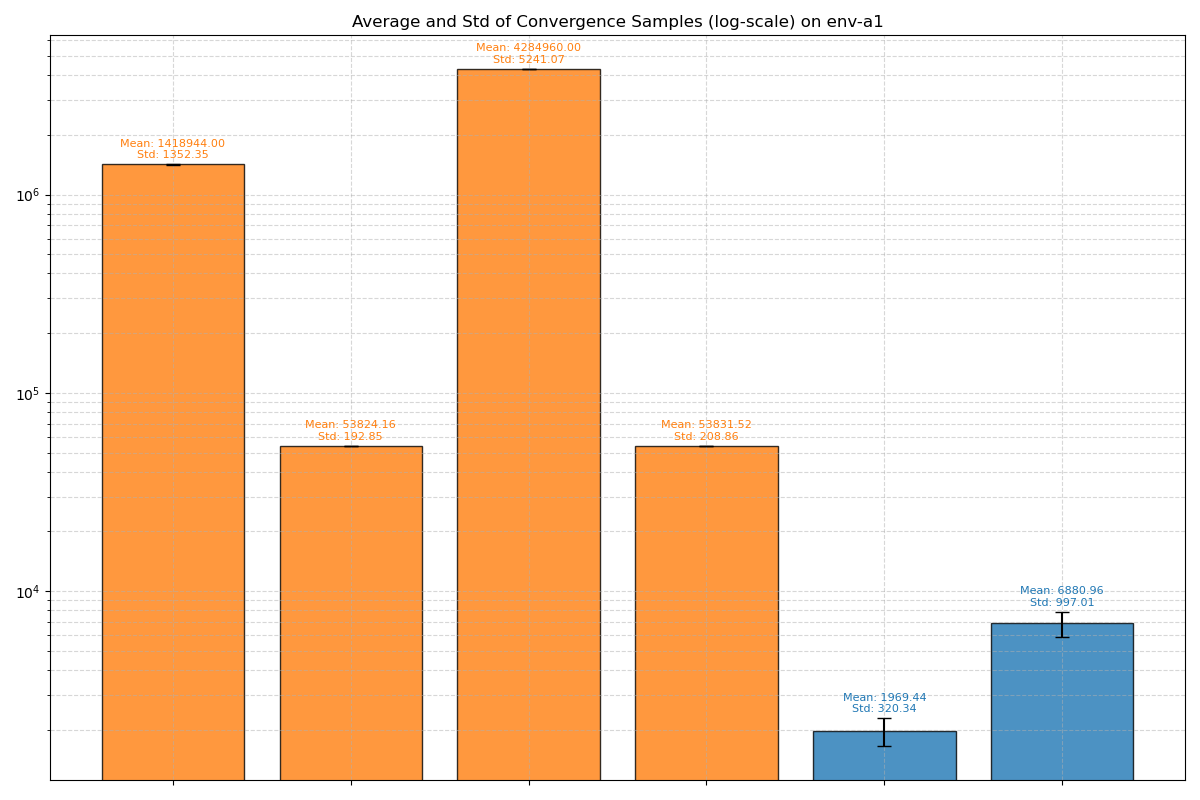 Average and Std of Convergence Samples (log-scale) on env-a1
Mean: 4284960.00
Std: 5241.07
Mean: 1418944.00
Std: 1352.35
10^6
10^5
Mean: 53824.16
Std: 192.85
Mean: 53831.52
Std: 208.86
10^4
Mean: 6880.96
Std: 997.01
Mean: 1969.44
Std: 320.34